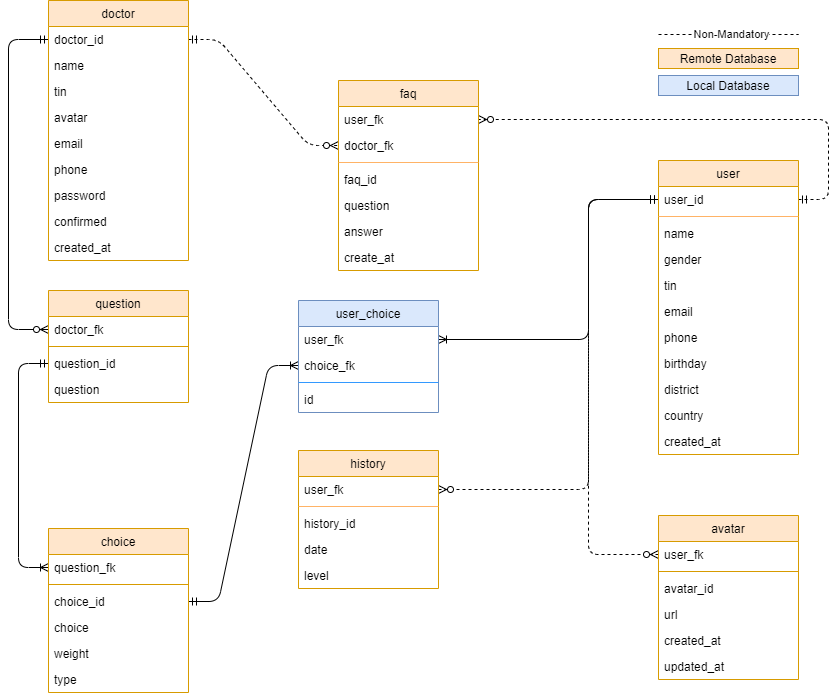 doctor
doctor_id
name
tin
avatar
email
phone
password
confirmed
created_at
Non-Mandatory
Remote Database
Local Database
faq
user_fk
doctor_fk
faq_id
question
answer
create_at
user
user_id
name
gender
tin
email
phone
birthday
district
country
created_at
question
doctor_fk
question_id
question
user_choice
user_fk
choice_fk
id
history
user_fk
history_id
date
level
choice
question_fk
choice_id
choice
weight
type
avatar
user_fk
avatar_id
url
created_at
updated_at